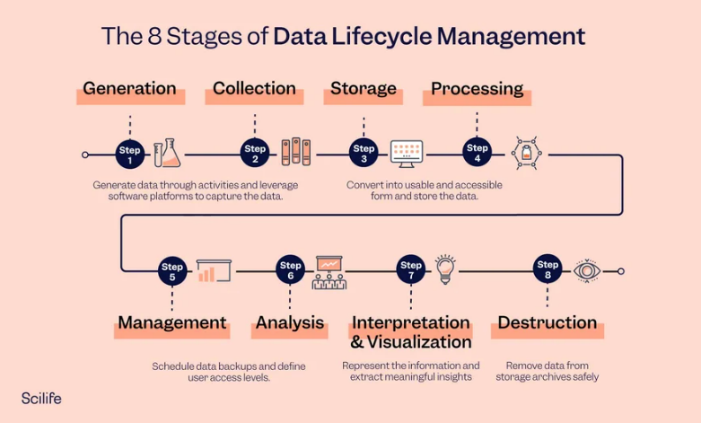 The 8 Stages of Data Lifecycle Management
Generation
Collection
Storage
Processing
Step
1
Step
2
Step
3
Step
4
Generate data through activities and leverage
software platforms to capture the data.
Convert into usable and accessible
form and store the data.
Step
5
Step
6
Step
7
Step
8
Management
Analysis
Interpretation
& Visualization
Destruction
Schedule data backups and define
user access levels.
Represent the information and
extract meaningful insights
Remove data from
storage archives safely
Scilife